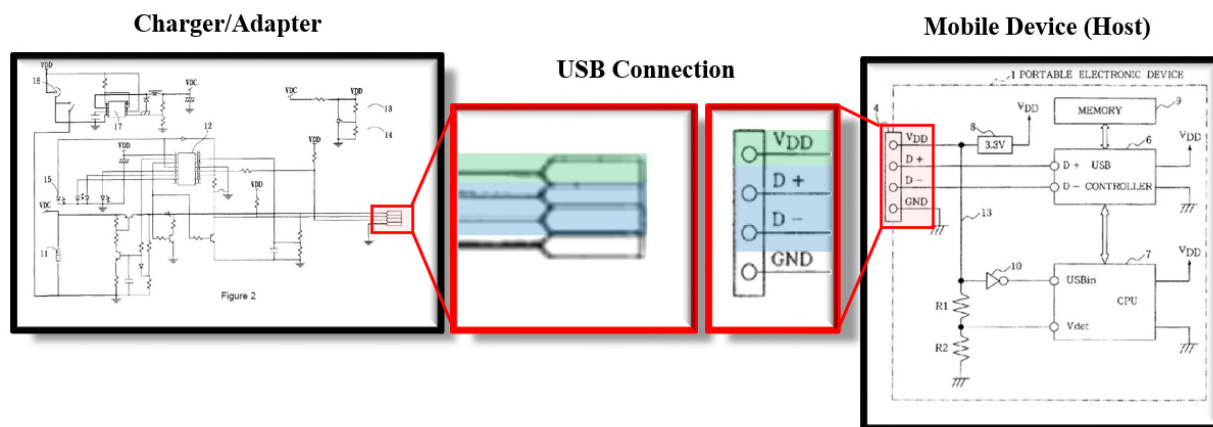 Charger/Adapter
USB Connection
Mobile Device (Host)
VDD
16
VDC
17
12
VDD
15
VDC
11
VDC
VDD
13
14
VDD
VDD
Figure 2
VDD
D +
D −
GND
1 PORTABLE ELECTRONIC DEVICE
4
VDD
D +
D −
GND
8
3.3V
VDD
MEMORY
9
6
VDD
D + USB
D − CONTROLLER
13
10
7
VDD
USBin
CPU
R1
Vdet
R2